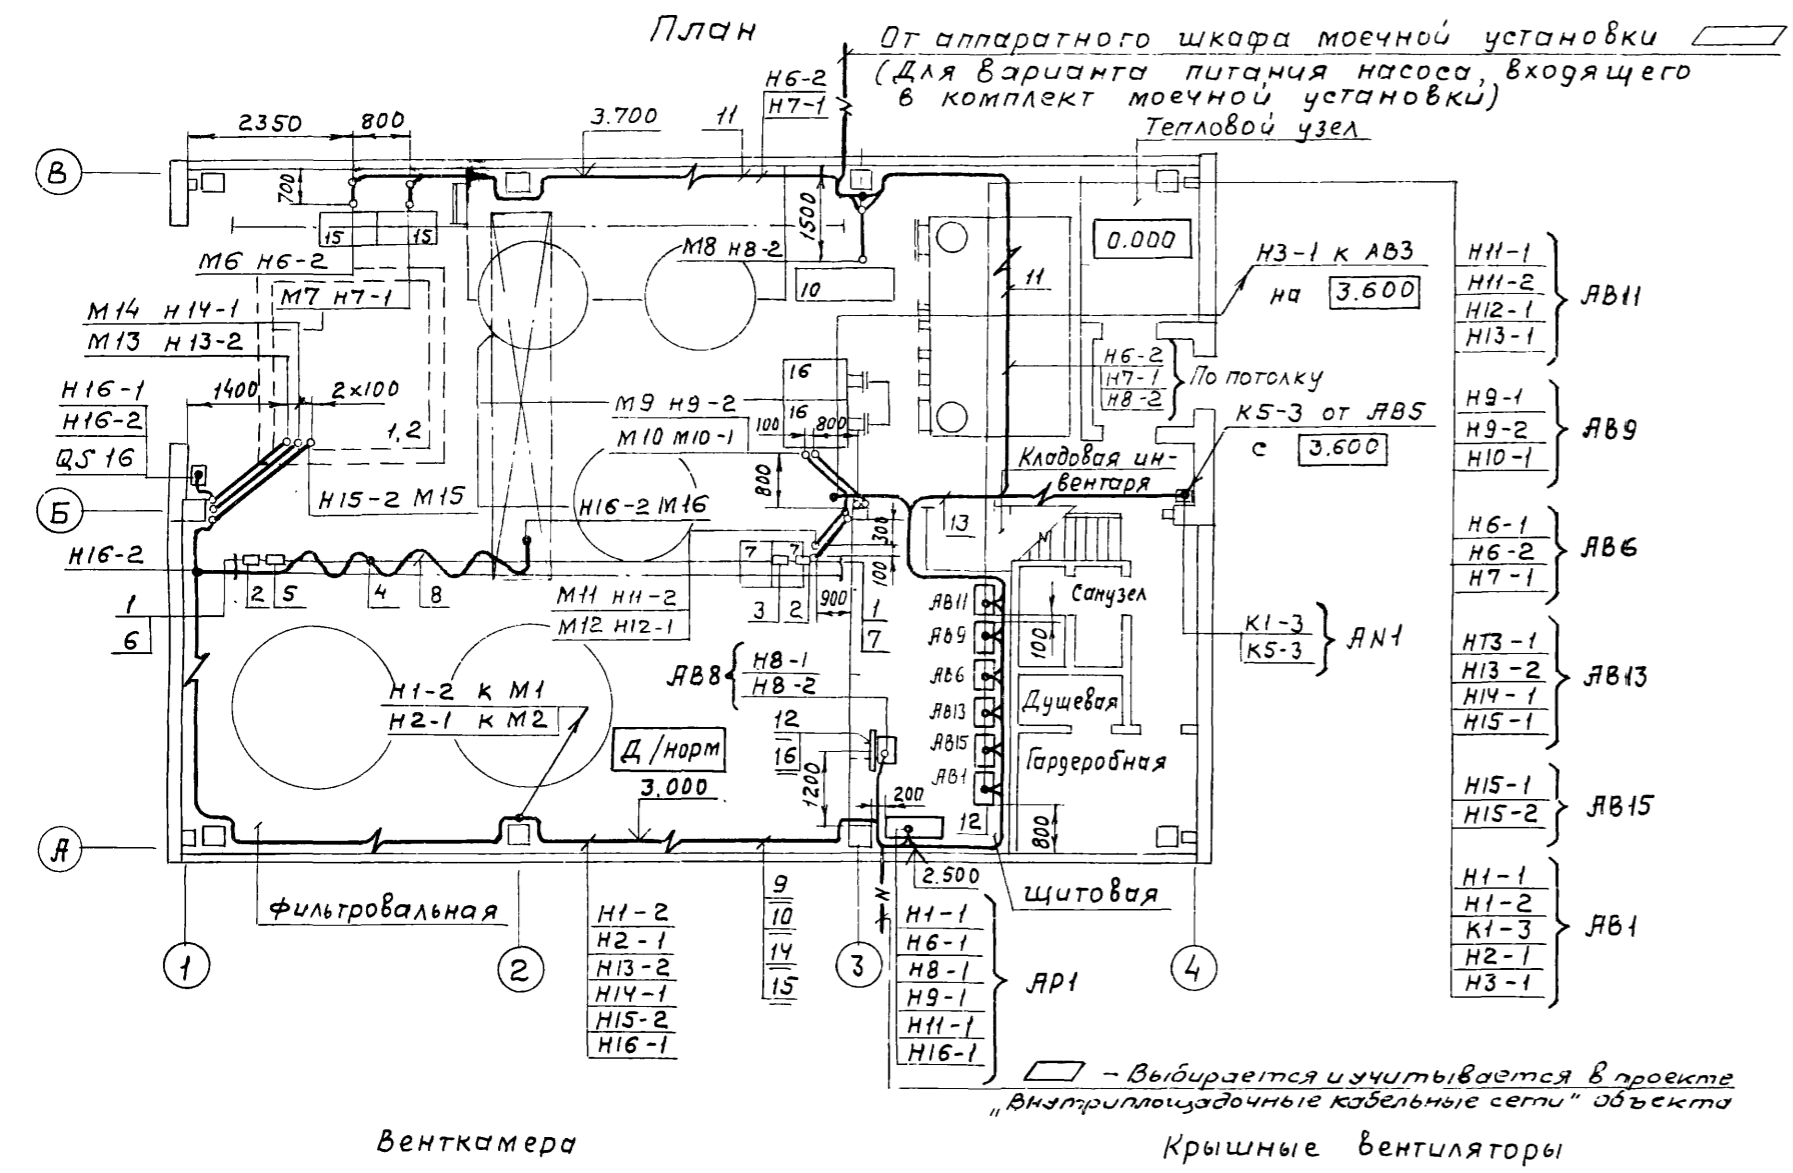 План
От аппаратного шкафа моечной установки
(Для варианта питания насоса, входящего
в комплект моечной установки)
Тепловой узел
Н6-2
Н7-1
2350
800
3.700
11
В
700
1500
15
15
0.000
М6 Н6-2
М7 Н7-1
М8 Н8-2
10
11
Н3-1 к АВ3
на 3.600
М14 Н14-1
М13 Н13-2
Н16-1
Н16-2
QS 16
1400
2x100
1,2
16
16
М9 Н9-2
М10 М10-1
100
800
800
Н6-2
Н7-1
Н8-2
По потолку
К5-3 от АВ5
с 3.600
Кладовая ин-
вентаря
Б
Н15-2 М15
Н16-2 М16
13
300
100
Н16-2
7
7
2
5
4
8
3
2
900
1
6
1
7
М11 Н11-2
М12 Н12-1
АВ11
АВ9
АВ6
АВ13
АВ15
АВ1
100
Санузел
Душевая
Гардеробная
К1-3
К5-3
АN1
АВ8
Н8-1
Н8-2
Н1-2 к М1
Н2-1 к М2
12
16
1200
Д/норм
3.000
200
12
800
2.500
А
Фильтровальная
Щитовая
1
2
3
4
Н1-2
Н2-1
Н13-2
Н14-1
Н15-2
Н16-1
9
10
14
15
N
Н1-1
Н6-1
Н8-1
Н9-1
Н11-1
Н16-1
АР1
Н11-1
Н11-2
Н12-1
Н13-1
АВ11
Н9-1
Н9-2
Н10-1
АВ9
Н6-1
Н6-2
Н7-1
АВ6
Н13-1
Н13-2
Н14-1
Н15-1
АВ13
Н15-1
Н15-2
АВ15
Н1-1
Н1-2
К1-3
Н2-1
Н3-1
АВ1
– Выбирается и учитывается в проекте
„Внутриплощадочные кабельные сети" объекта
Венткамера
Крышные вентиляторы